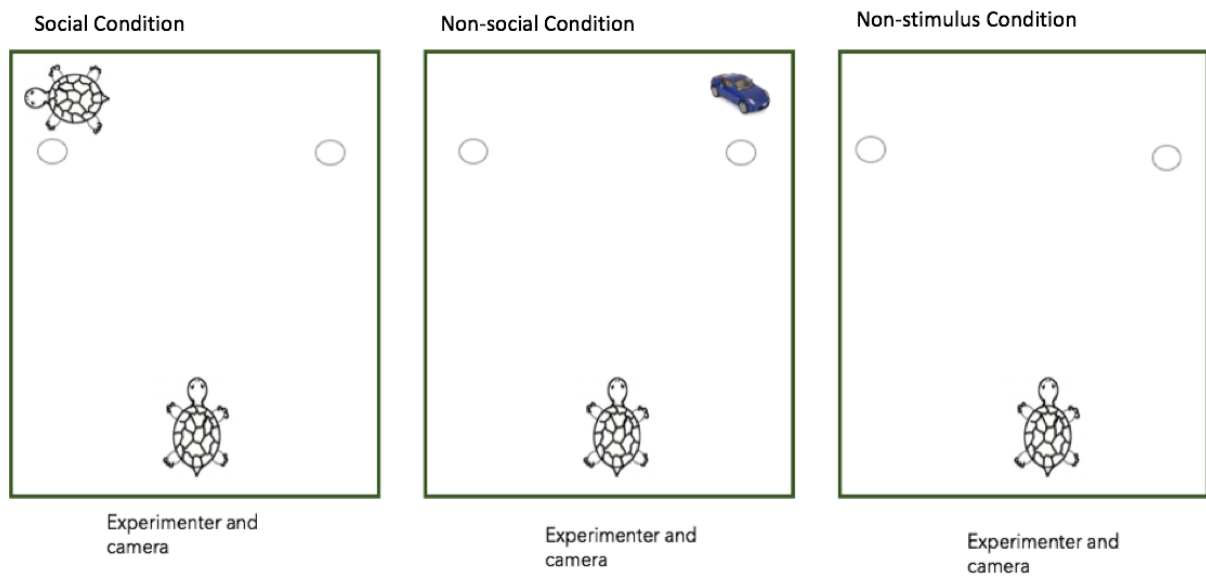 Social Condition
Non-social Condition
Non-stimulus Condition
Experimenter and
camera
Experimenter and
camera
Experimenter and
camera